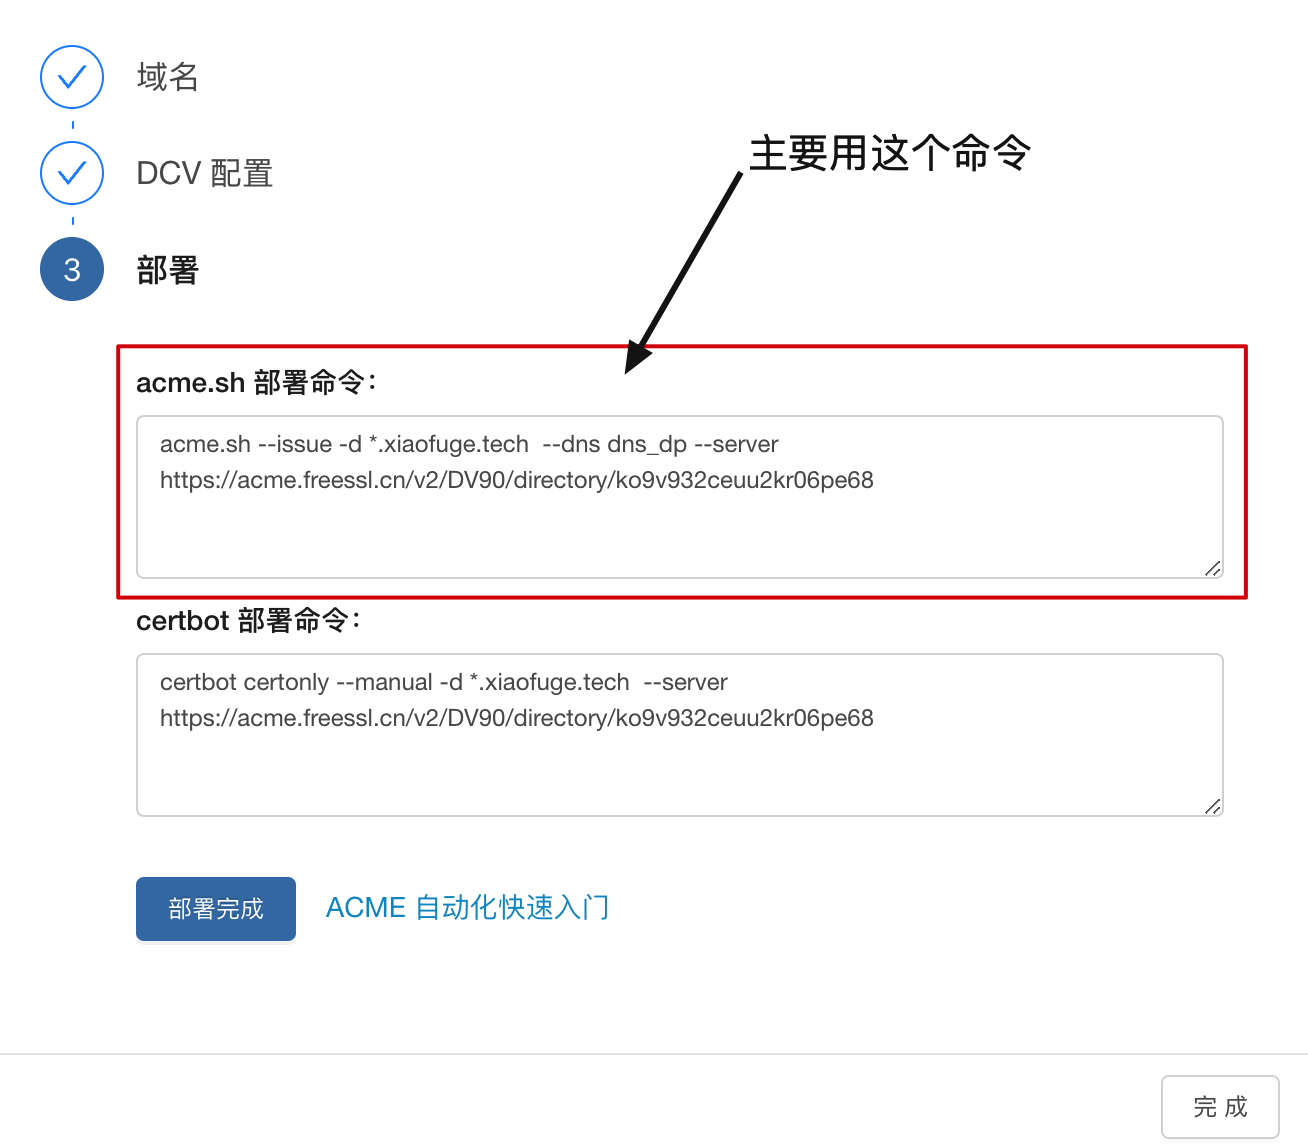 域名
DCV 配置
主要用这个命令
3
部署
acme.sh 部署命令：
acme.sh --issue -d *.xiaofuge.tech  --dns dns_dp --server
https://acme.freessl.cn/v2/DV90/directory/ko9v932ceuu2kr06pe68
certbot 部署命令：
certbot certonly --manual -d *.xiaofuge.tech  --server
https://acme.freessl.cn/v2/DV90/directory/ko9v932ceuu2kr06pe68
部署完成
ACME 自动化快速入门
完 成